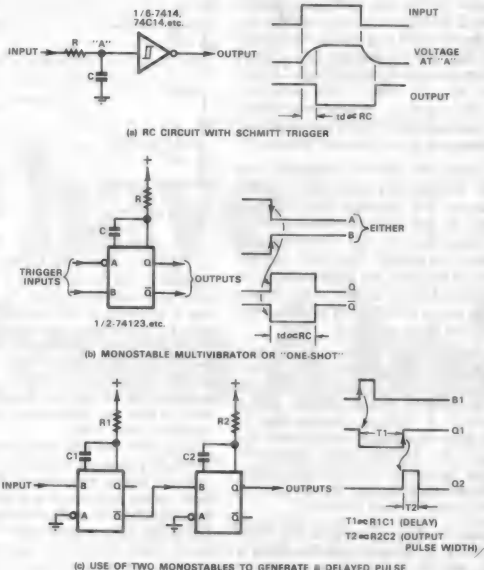 1/6-7414,
74C14,etc.
INPUT
R
"A"
C
OUTPUT
INPUT
VOLTAGE
AT "A"
OUTPUT
td ∝ RC
(a) RC CIRCUIT WITH SCHMITT TRIGGER
+
R
C
TRIGGER
INPUTS
A
B
Q
Q̅
OUTPUTS
1/2-74123,etc.
A
B
EITHER
Q
Q̅
td∝RC
(b) MONOSTABLE MULTIVIBRATOR OR "ONE-SHOT"
+
+
R1
R2
C1
C2
INPUT
B
Q
A
Q̅
B
Q
A
Q̅
OUTPUTS
B1
T1
Q1
Q2
T2
T1∝R1C1 (DELAY)
T2∝R2C2 (OUTPUT
PULSE WIDTH)
(c) USE OF TWO MONOSTABLES TO GENERATE A DELAYED PULSE